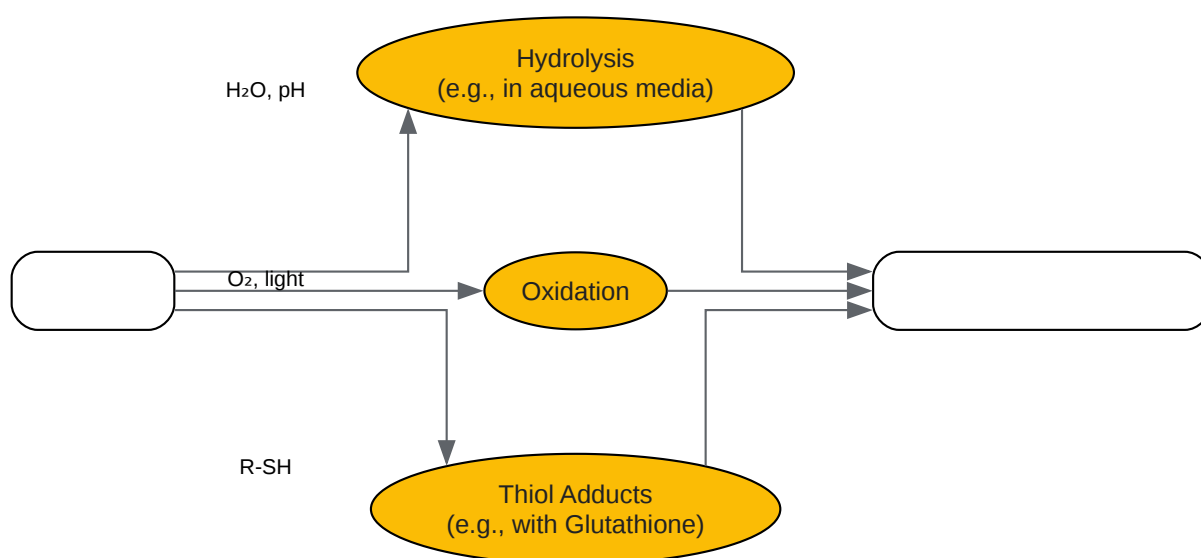 Hydrolysis
(e.g., in aqueous media)
H₂O, pH
O₂, light
Oxidation
R-SH
Thiol Adducts
(e.g., with Glutathione)